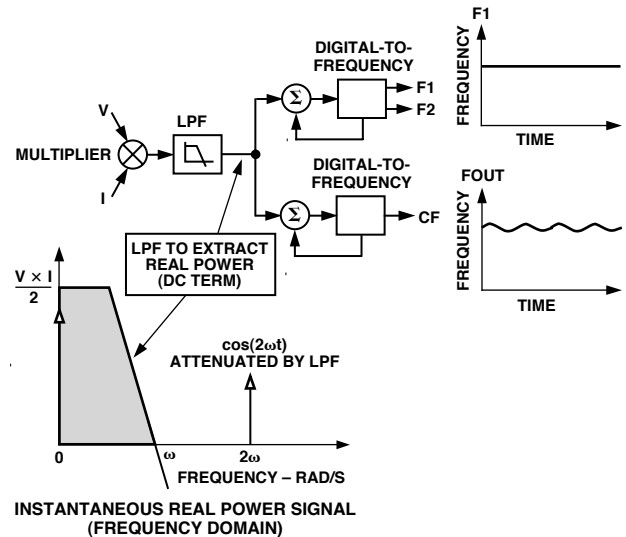 DIGITAL-TO-
FREQUENCY
F1
F2
Σ
V
LPF
MULTIPLIER
I
DIGITAL-TO-
FREQUENCY
Σ
CF
F1
FREQUENCY
TIME
FOUT
FREQUENCY
TIME
LPF TO EXTRACT
REAL POWER
(DC TERM)
V × I
2
cos(2ωt)
ATTENUATED BY LPF
0
ω
2ω
FREQUENCY – RAD/S
INSTANTANEOUS REAL POWER SIGNAL
(FREQUENCY DOMAIN)